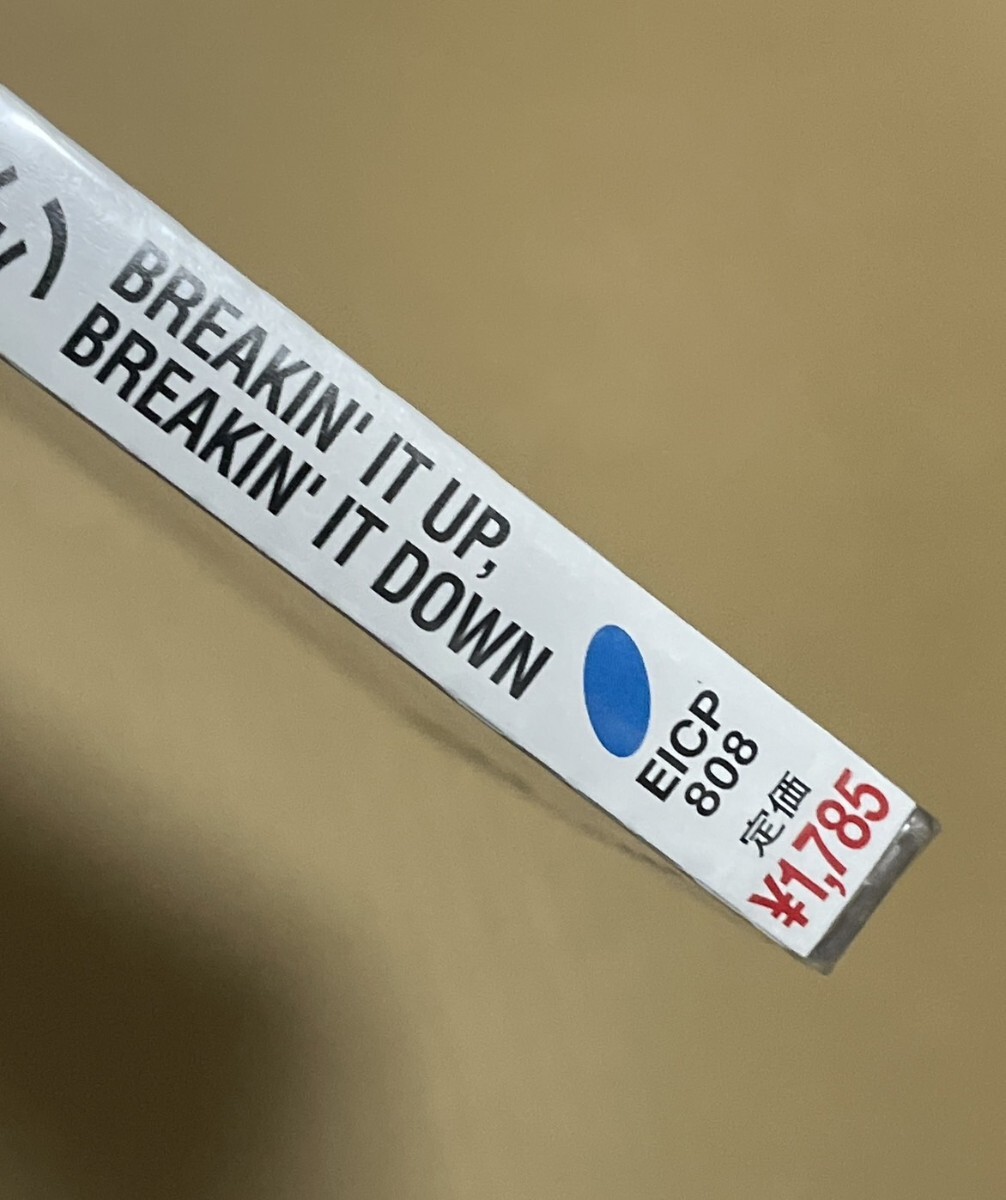 BREAKIN' IT UP,
BREAKIN' IT DOWN
EICP
808
定価
¥1,785